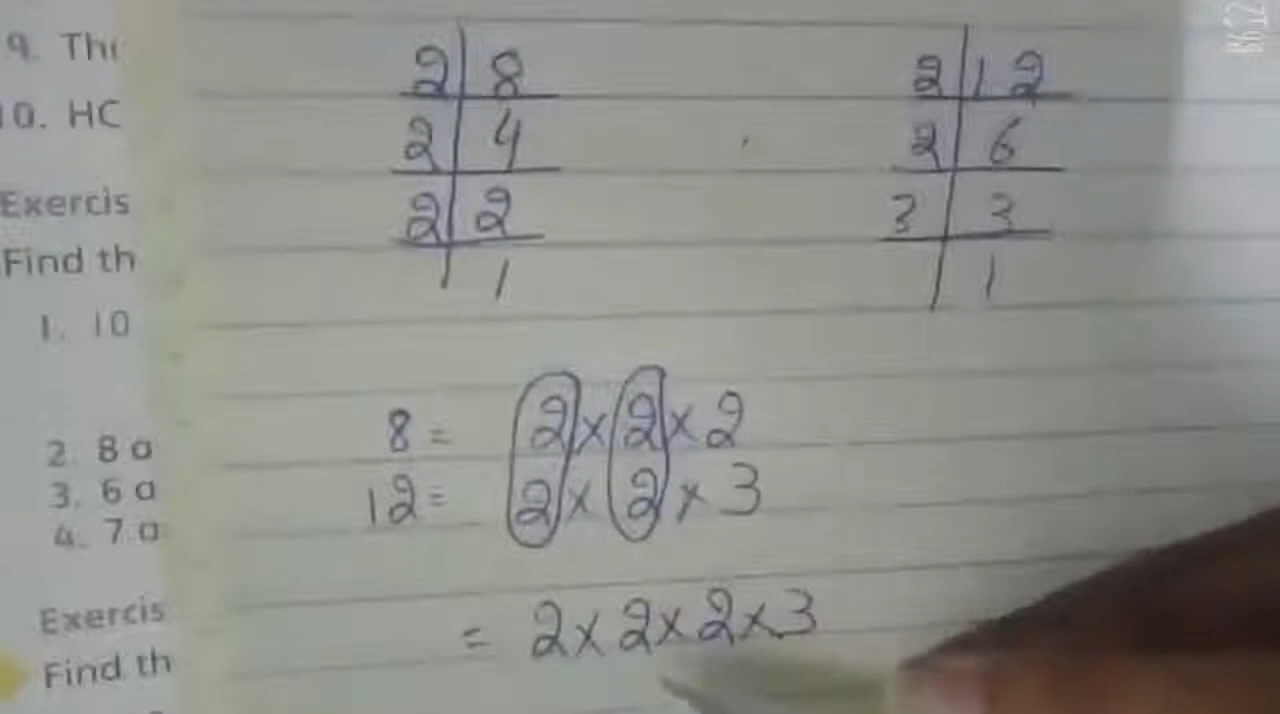 9. The
10. HC
Exercis
Find th
1. 10
2. 8 a
3. 6 a
4. 7 a
Exercis
Find th
2 8
2 4
2 2
1
2 12
2 6
3 3
1
8 = 2 × 2 × 2
12 = 2 × 2 × 3
= 2 × 2 × 2 × 3